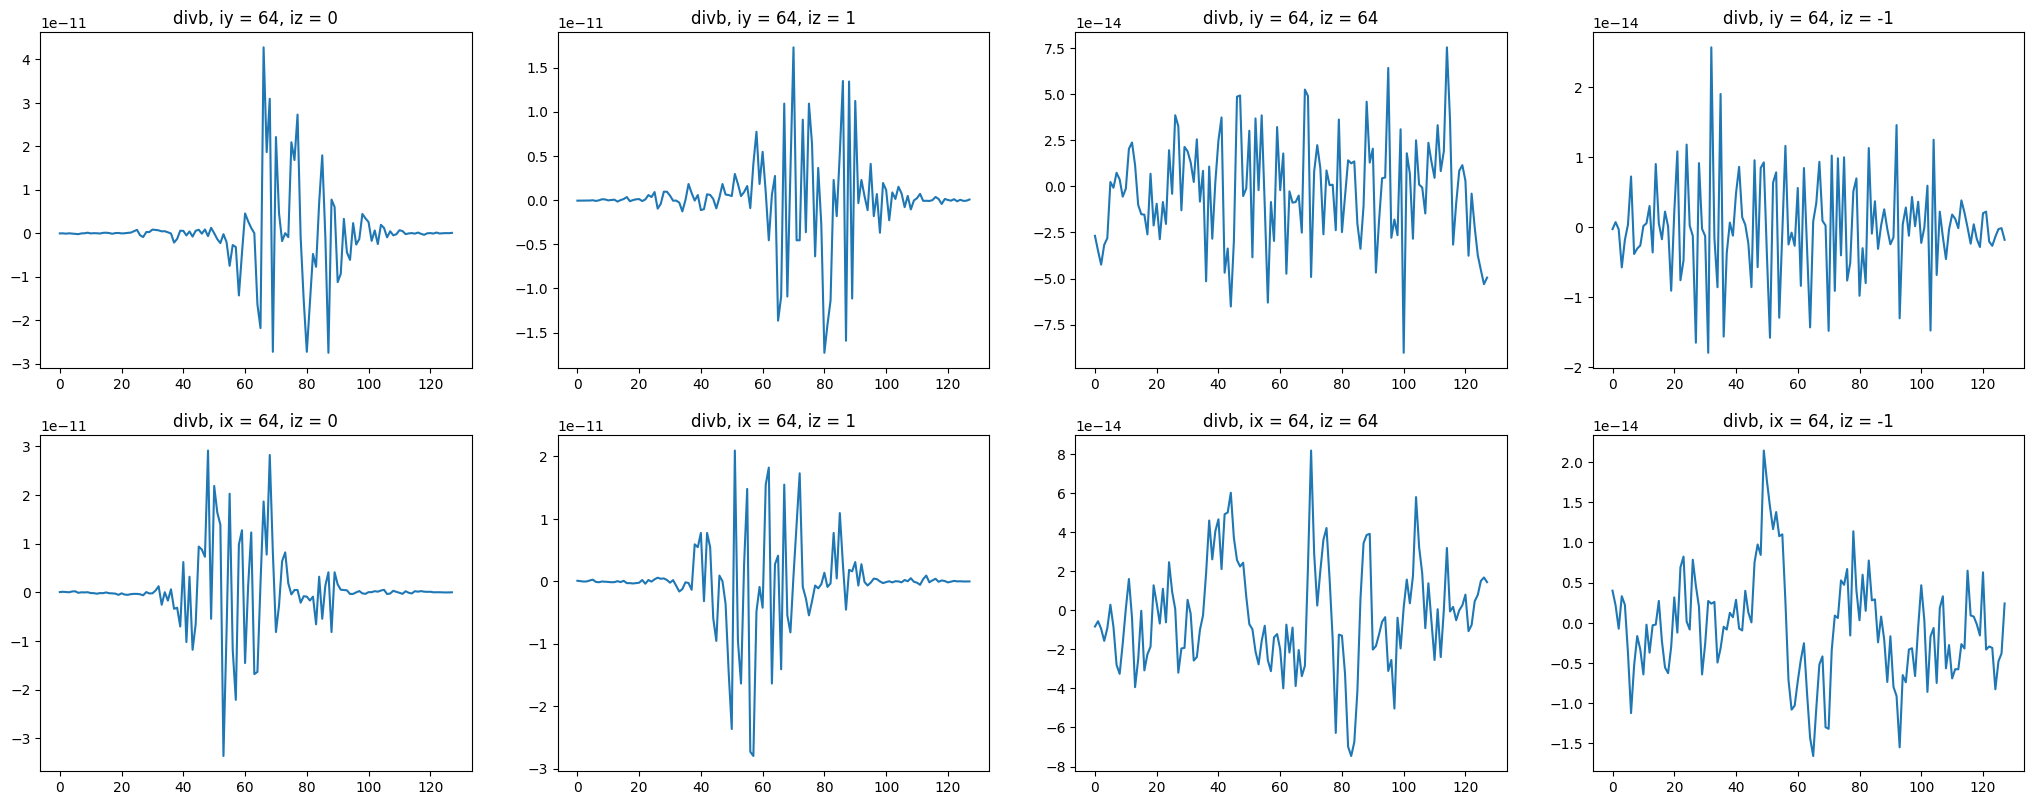 divb, iy = 64, iz = 0
1e−11
4
3
2
1
0
−1
−2
−3
0 20 40 60 80 100 120
divb, iy = 64, iz = 1
1e−11
1.5
1.0
0.5
0.0
−0.5
−1.0
−1.5
0 20 40 60 80 100 120
divb, iy = 64, iz = 64
1e−14
7.5
5.0
2.5
0.0
−2.5
−5.0
−7.5
0 20 40 60 80 100 120
divb, iy = 64, iz = -1
1e−14
2
1
0
−1
−2
0 20 40 60 80 100 120
divb, ix = 64, iz = 0
1e−11
3
2
1
0
−1
−2
−3
0 20 40 60 80 100 120
divb, ix = 64, iz = 1
1e−11
2
1
0
−1
−2
−3
0 20 40 60 80 100 120
divb, ix = 64, iz = 64
1e−14
8
6
4
2
0
−2
−4
−6
−8
0 20 40 60 80 100 120
divb, ix = 64, iz = -1
1e−14
2.0
1.5
1.0
0.5
0.0
−0.5
−1.0
−1.5
0 20 40 60 80 100 120